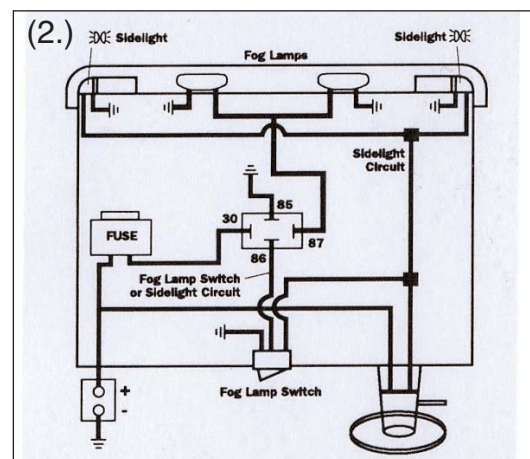 (2.)
Sidelight
Sidelight
Fog Lamps
Sidelight
Circuit
85
30
87
FUSE
86
Fog Lamp Switch
or Sidelight Circuit
+
-
Fog Lamp Switch